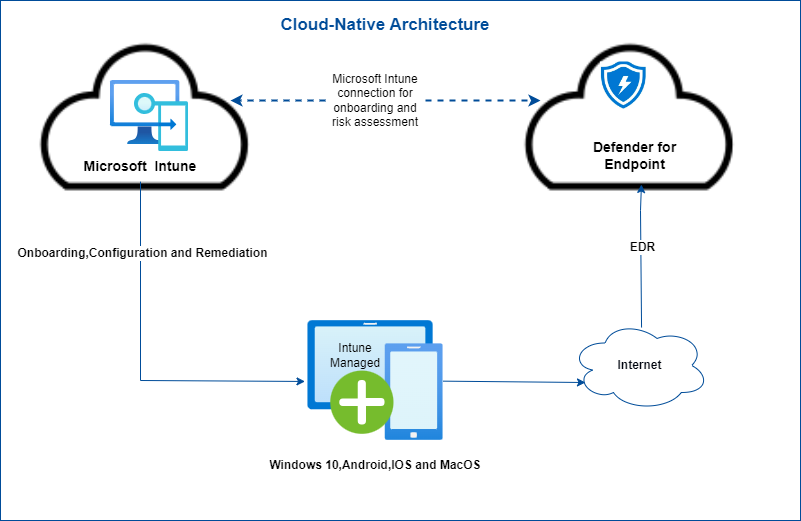 Cloud-Native Architecture
Microsoft Intune
connection for
onboarding and
risk assessment
Microsoft  Intune
Defender for
Endpoint
Onboarding,Configuration and Remediation
EDR
Intune
Managed
Internet
Windows 10,Android,IOS and MacOS